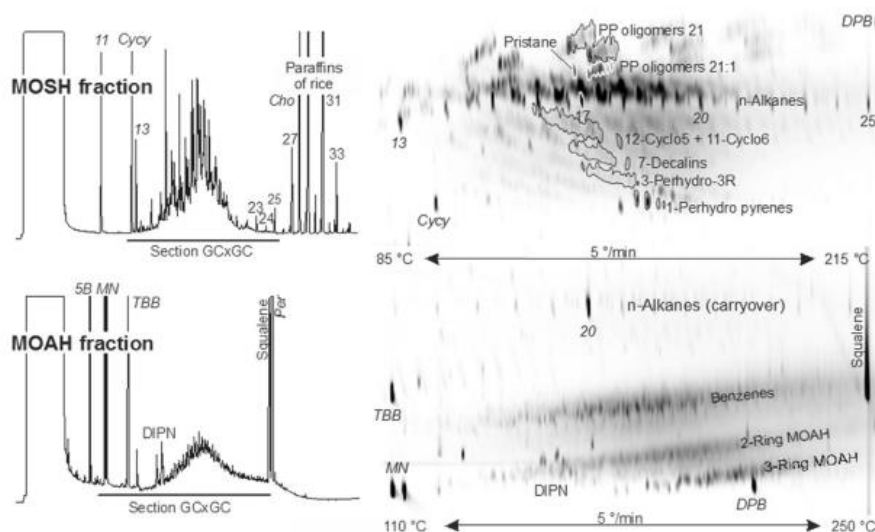 11 Cycy
MOSH fraction
13
Paraffins
of rice
Cho
31
27
33
23
24
25
Section GCxGC
5B MN
TBB
Squalene
Per
MOAH fraction
DIPN
Section GCxGC
DPB
PP oligomers 21
Pristane
PP oligomers 21:1
n-Alkanes
17
20
25
13
12-Cyclo5 + 11-Cyclo6
7-Decalins
3-Perhydro-3R
11-Perhydro pyrenes
Cycy
85 °C
5 °/min
215 °C
n-Alkanes (carryover)
20
Squalene
Benzenes
TBB
2-Ring MOAH
3-Ring MOAH
MN
DIPN
DPB
110 °C
5 °/min
250 °C